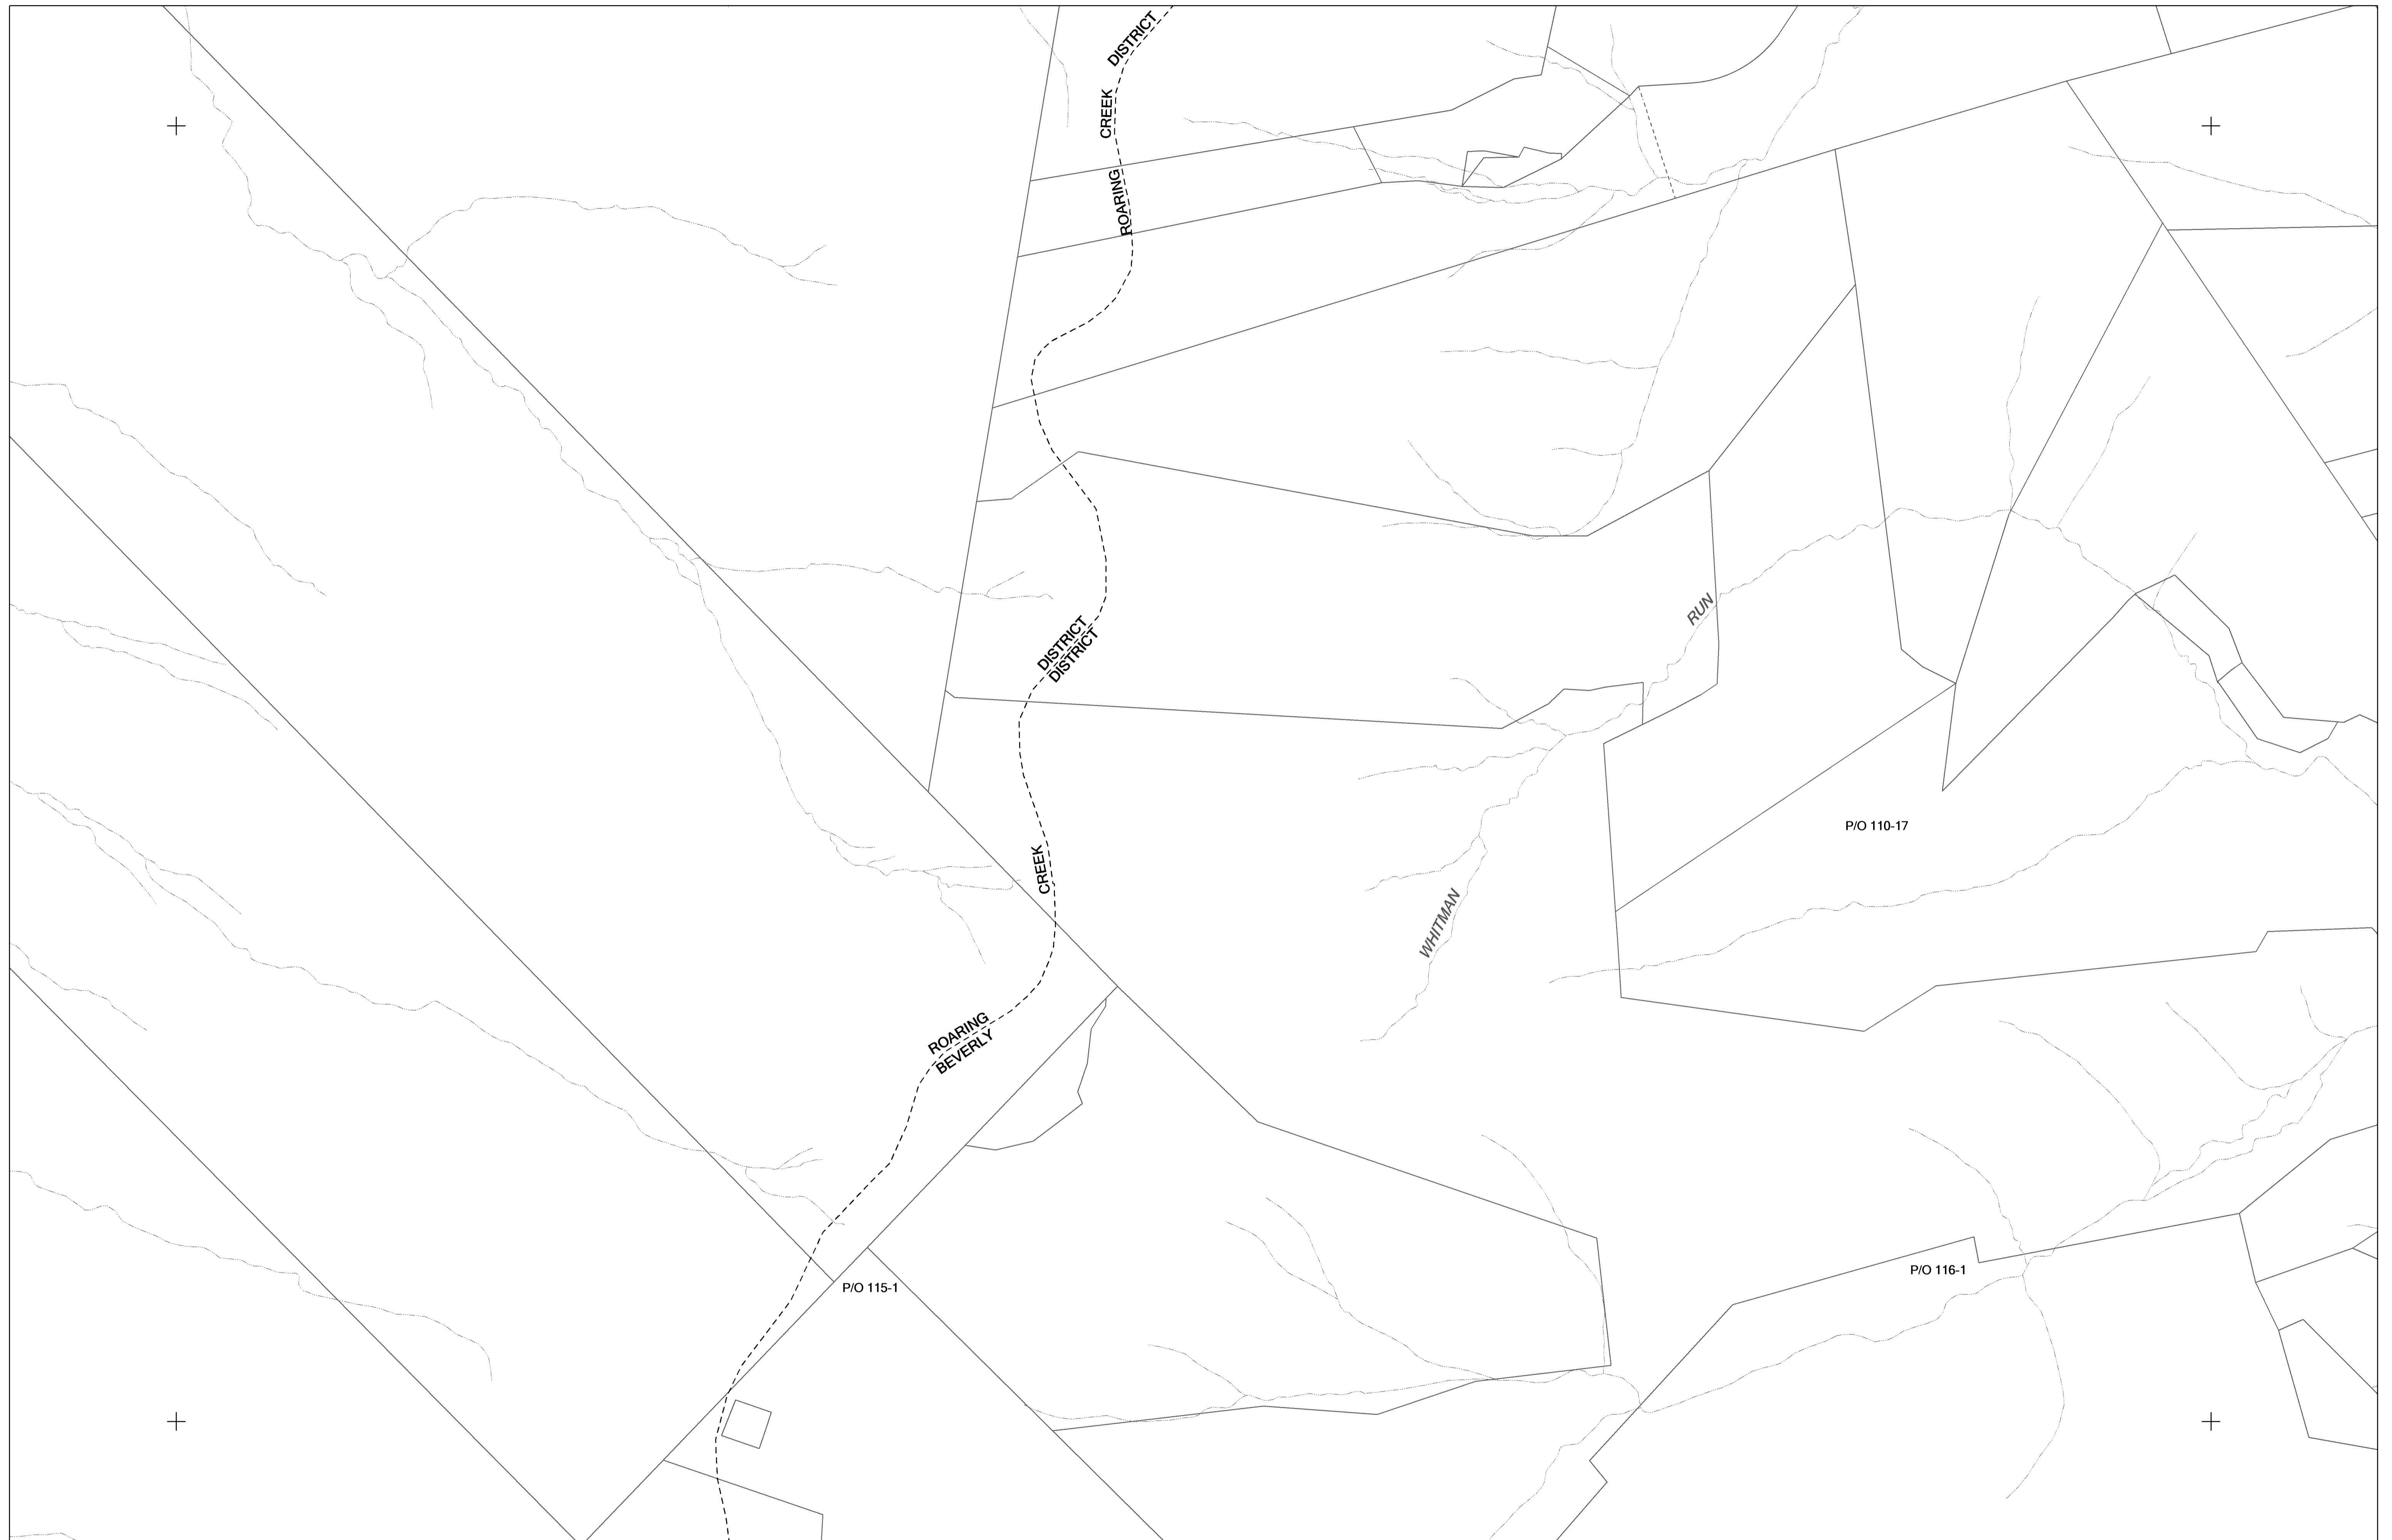 DISTRICT
CREEK
ROARING
DISTRICT
DISTRICT
RUN
P/O 110-17
CREEK
WHITMAN
ROARING
BEVERLY
P/O 115-1
P/O 116-1